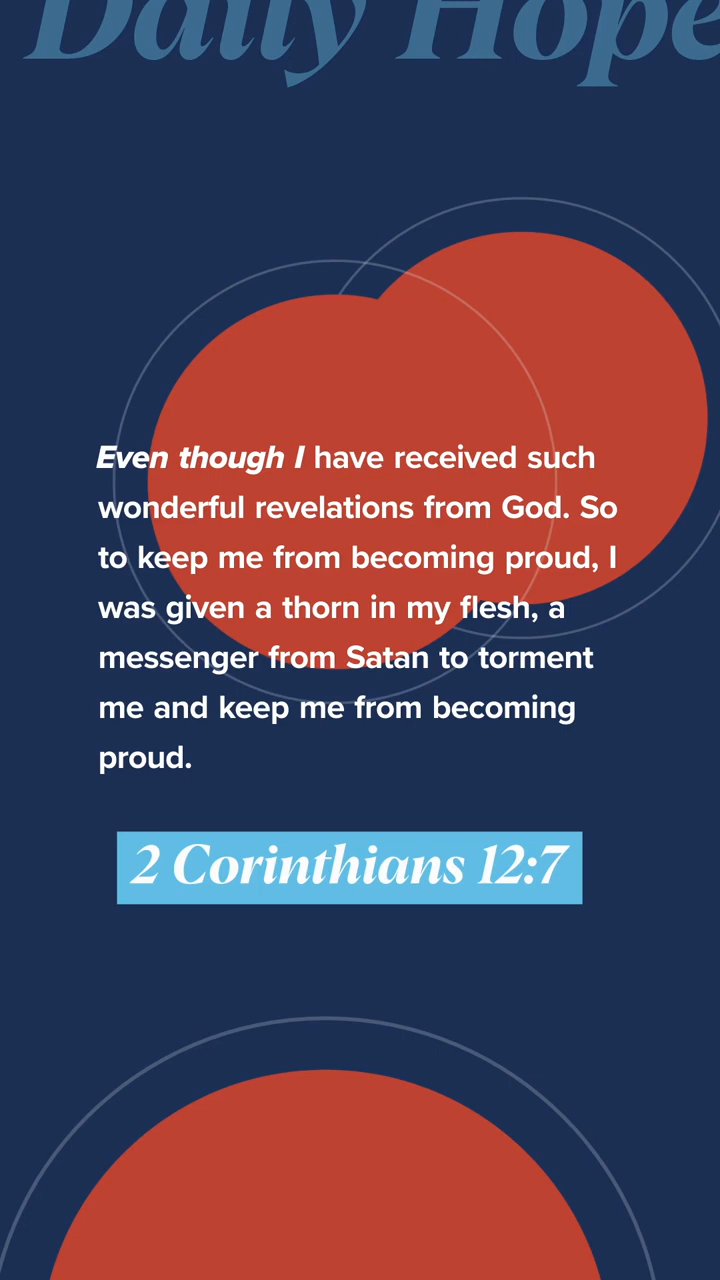 Daily Hope
Even though I have received such
wonderful revelations from God. So
to keep me from becoming proud, I
was given a thorn in my flesh, a
messenger from Satan to torment
me and keep me from becoming
proud.
2 Corinthians 12:7